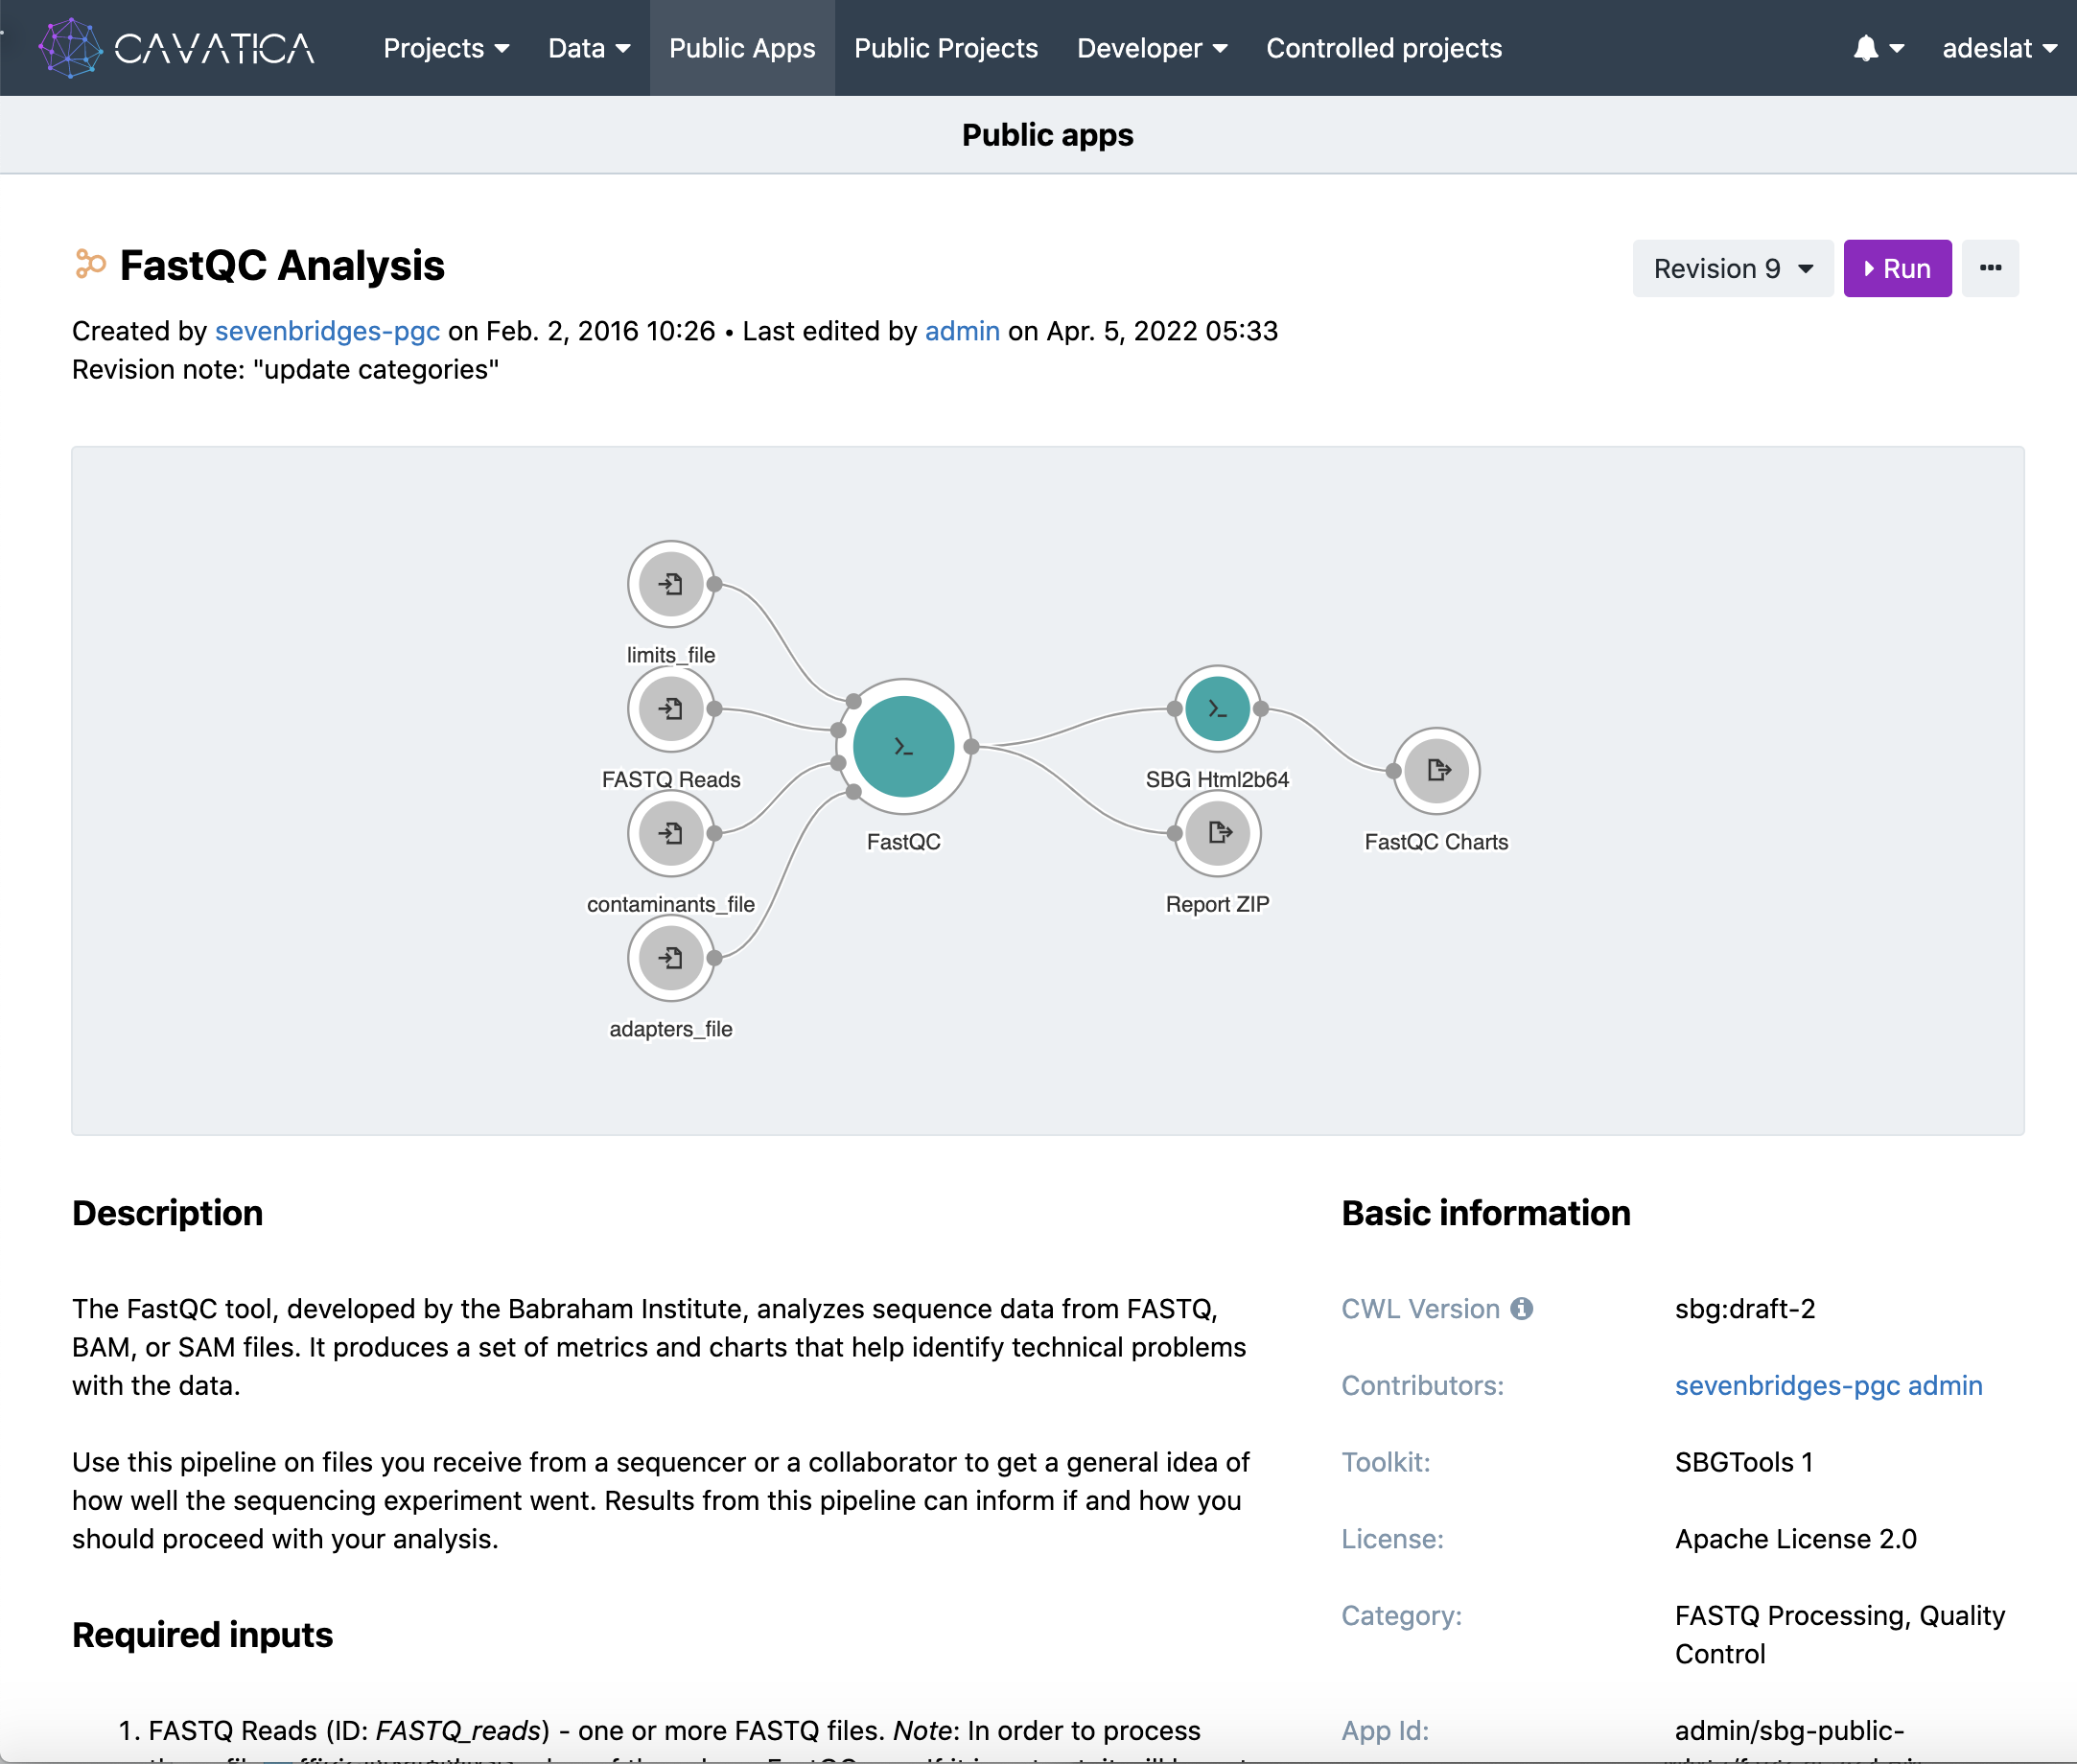 CAVATICA Projects Data Public Apps Public Projects Developer Controlled projects adeslat
Public apps
FastQC Analysis
Revision 9 Run
Created by sevenbridges-pgc on Feb. 2, 2016 10:26 • Last edited by admin on Apr. 5, 2022 05:33
Revision note: "update categories"
limits_file
FASTQ Reads
contaminants_file
adapters_file
FastQC
SBG Html2b64
Report ZIP
FastQC Charts
Description
The FastQC tool, developed by the Babraham Institute, analyzes sequence data from FASTQ,
BAM, or SAM files. It produces a set of metrics and charts that help identify technical problems
with the data.
Use this pipeline on files you receive from a sequencer or a collaborator to get a general idea of
how well the sequencing experiment went. Results from this pipeline can inform if and how you
should proceed with your analysis.
Required inputs
1. FASTQ Reads (ID: FASTQ_reads) - one or more FASTQ files. Note: In order to process
Basic information
CWL Version sbg:draft-2
Contributors: sevenbridges-pgc admin
Toolkit: SBGTools 1
License: Apache License 2.0
Category: FASTQ Processing, Quality
Control
App Id: admin/sbg-public-